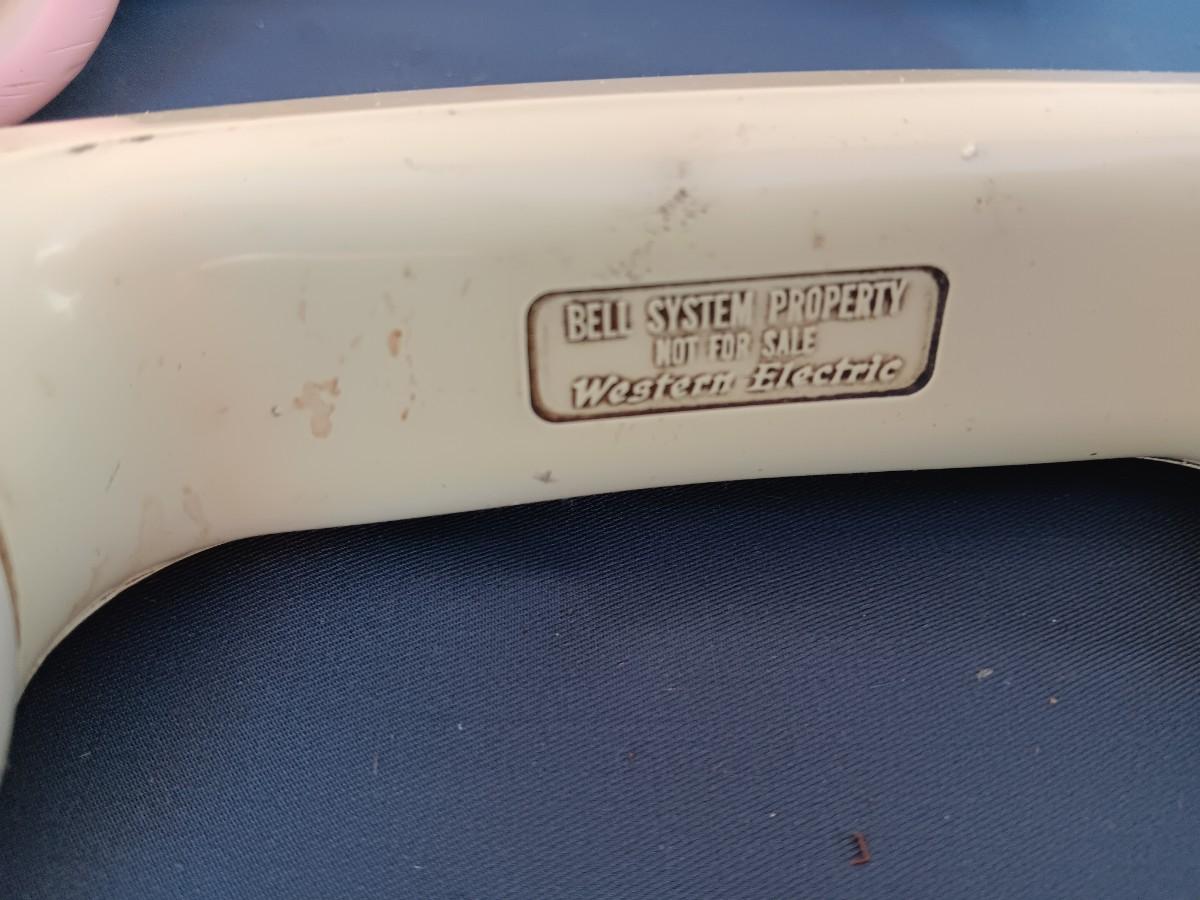 BELL SYSTEM PROPERTY
NOT FOR SALE
Western Electric